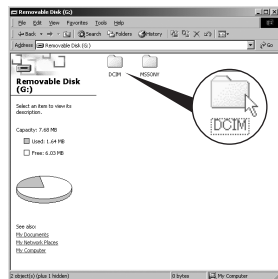 Removable Disk (G:)
File Edit View Favorites Tools Help
Back Search Folders History
Address Removable Disk (G:) Go
DCIM MSSONY
Removable Disk (G:)
Select an item to view its description.
Capacity: 7.68 MB
Used: 1.64 MB
Free: 6.03 MB
DCIM
See also:
My Documents
My Network Places
My Computer
2 object(s) (plus 1 hidden) 0 bytes My Computer